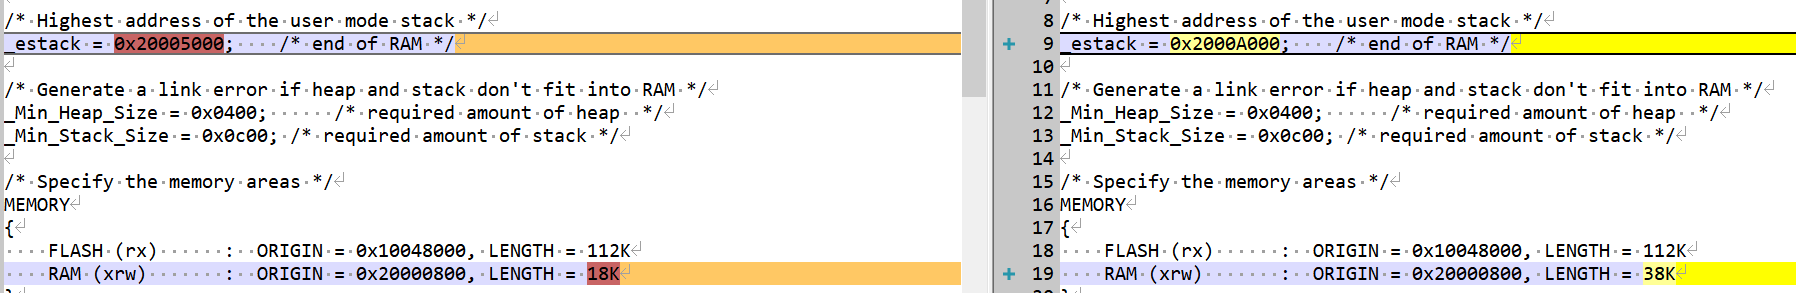 /* Highest address of the user mode stack */
_estack = 0x20005000;    /* end of RAM */

/* Generate a link error if heap and stack don't fit into RAM */
_Min_Heap_Size = 0x0400;      /* required amount of heap  */
_Min_Stack_Size = 0x0c00; /* required amount of stack */

/* Specify the memory areas */
MEMORY
{
    FLASH (rx)      :  ORIGIN = 0x10048000, LENGTH = 112K
    RAM (xrw)       :  ORIGIN = 0x20000800, LENGTH = 18K

8 /* Highest address of the user mode stack */
+ 9 _estack = 0x2000A000;    /* end of RAM */
10
11 /* Generate a link error if heap and stack don't fit into RAM */
12 _Min_Heap_Size = 0x0400;      /* required amount of heap  */
13 _Min_Stack_Size = 0x0c00; /* required amount of stack */
14
15 /* Specify the memory areas */
16 MEMORY
17 {
18     FLASH (rx)      :  ORIGIN = 0x10048000, LENGTH = 112K
+ 19     RAM (xrw)       :  ORIGIN = 0x20000800, LENGTH = 38K